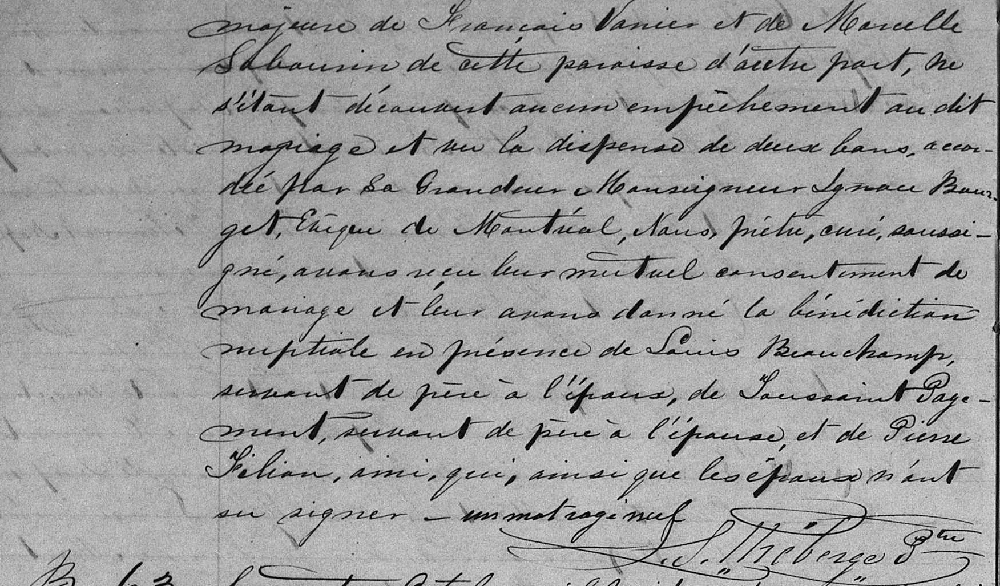 majeure de François Vanier et de Marcelle
Sabourin de cette paroisse d'autre part, ne
s'étant découvert aucun empêchement au dit
mariage et vu la dispense de deux bans, accor-
dée par Sa Grandeur Monseigneur Ignace Bour-
get, Evêque de Montréal, Nous, prêtre, curé, soussi-
gné, avons reçu leur mutuel consentement de
mariage et leur avons donné la bénédiction
nuptiale en présence de Louis Beauchamp,
servant de père à l'époux, de Toussaint Page-
ment, servant de père à l'épouse, et de Pierre
Filion, ami, qui, ainsi que les époux n'ont
su signer – un mot rayé nul
L. S. Théberge Ptre
B